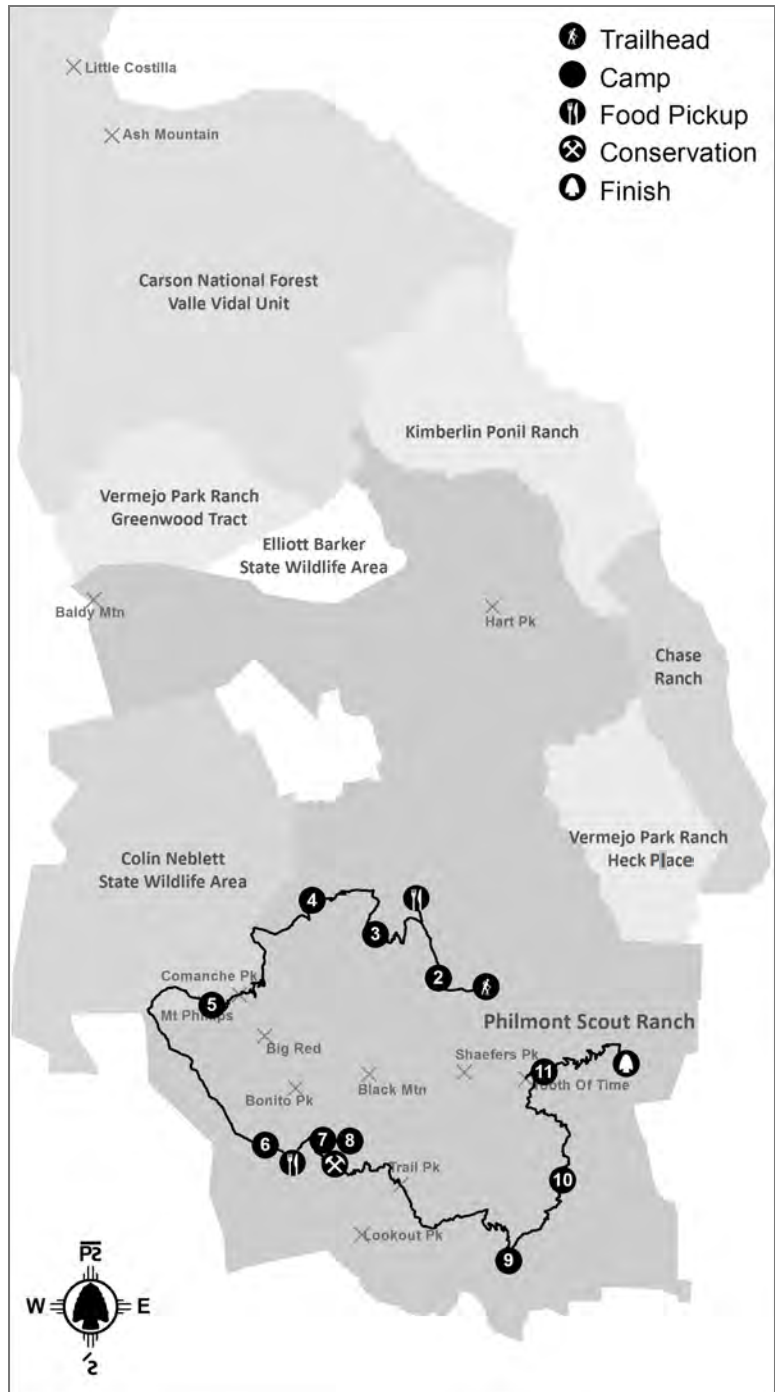 Little Costilla
Ash Mountain
Trailhead
Camp
Food Pickup
Conservation
Finish
Carson National Forest
Valle Vidal Unit
Kimberlin Ponil Ranch
Vermejo Park Ranch
Greenwood Tract
Elliott Barker
State Wildlife Area
Baldy Mtn
Hart Pk
Chase
Ranch
Vermejo Park Ranch
Heck Place
Colin Neblett
State Wildlife Area
4
3
2
Comanche Pk
5
Mt Phillips
Philmont Scout Ranch
Big Red
Shaefers Pk
11
Tooth Of Time
Black Mtn
Bonito Pk
6
7
8
Trail Pk
10
Lookout Pk
9
W
E